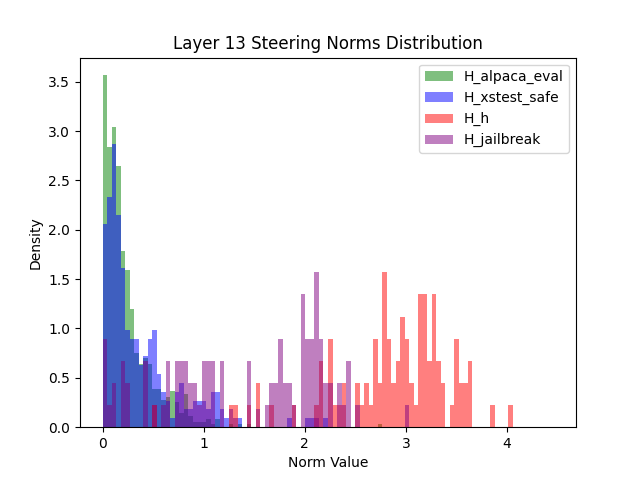 Layer 13 Steering Norms Distribution
H_alpaca_eval
H_xstest_safe
H_h
H_jailbreak
Density
3.5
3.0
2.5
2.0
1.5
1.0
0.5
0.0
0
1
2
3
4
Norm Value